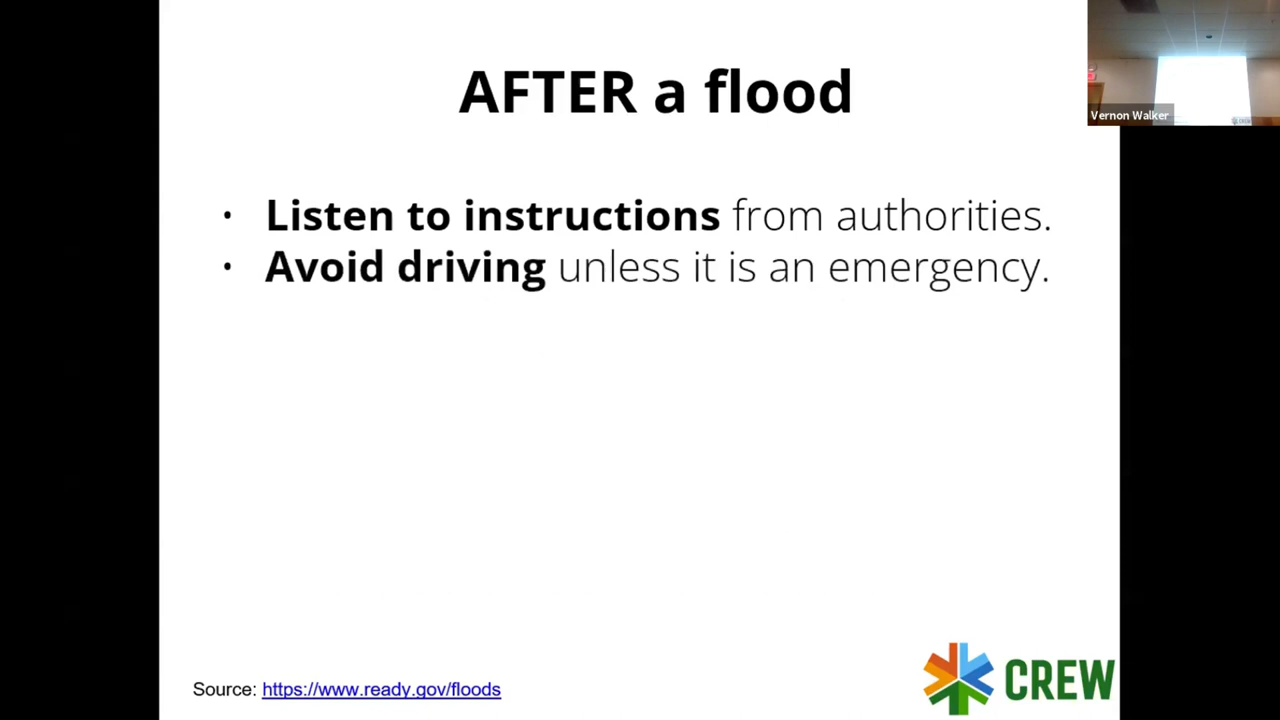 AFTER a flood
Vernon Walker
• Listen to instructions from authorities.
• Avoid driving unless it is an emergency.
Source: https://www.ready.gov/floods
CREW